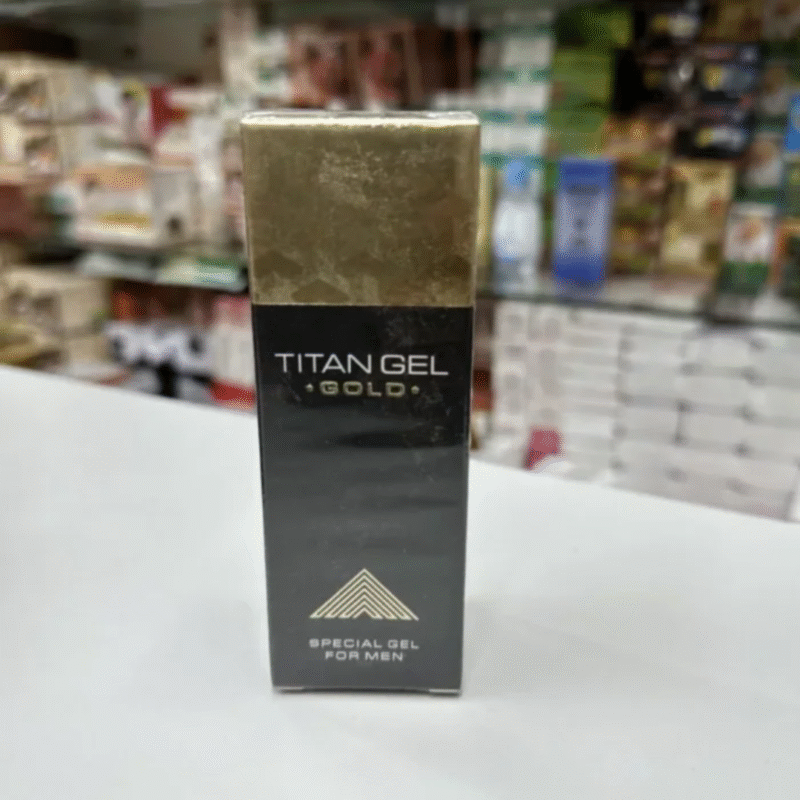 TITAN GEL
• GOLD •
SPECIAL GEL
FOR MEN